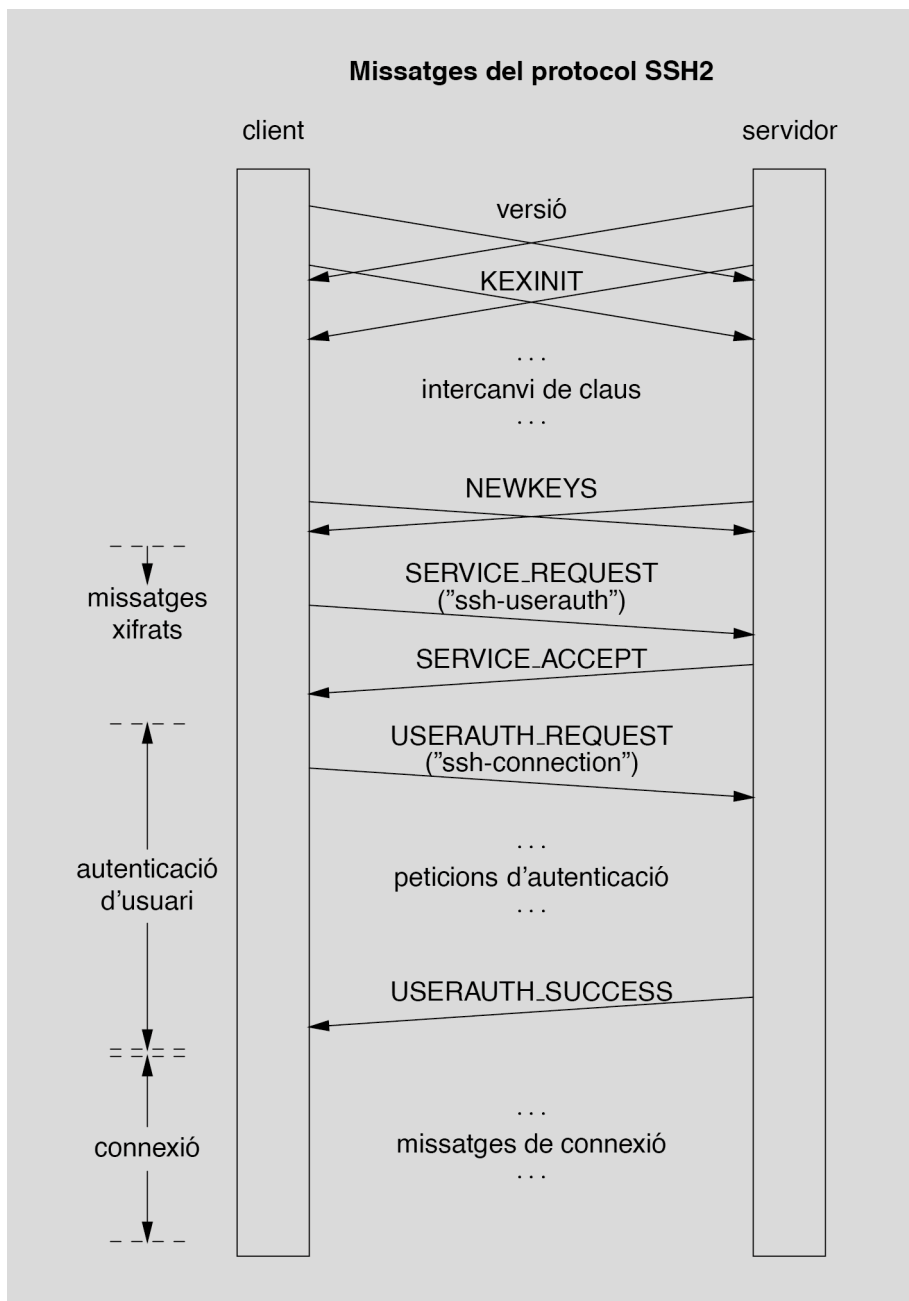 Missatges del protocol SSH2
client
servidor
versió
KEXINIT
. . .
intercanvi de claus
. . .
NEWKEYS
missatges
xifrats
SERVICE_REQUEST
(”ssh-userauth”)
SERVICE_ACCEPT
USERAUTH_REQUEST
(”ssh-connection”)
autenticació
d’usuari
. . .
peticions d’autenticació
. . .
USERAUTH_SUCCESS
connexió
. . .
missatges de connexió
. . .